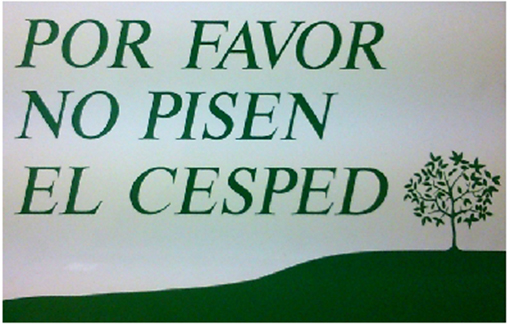 POR FAVOR
NO PISEN
EL CESPED